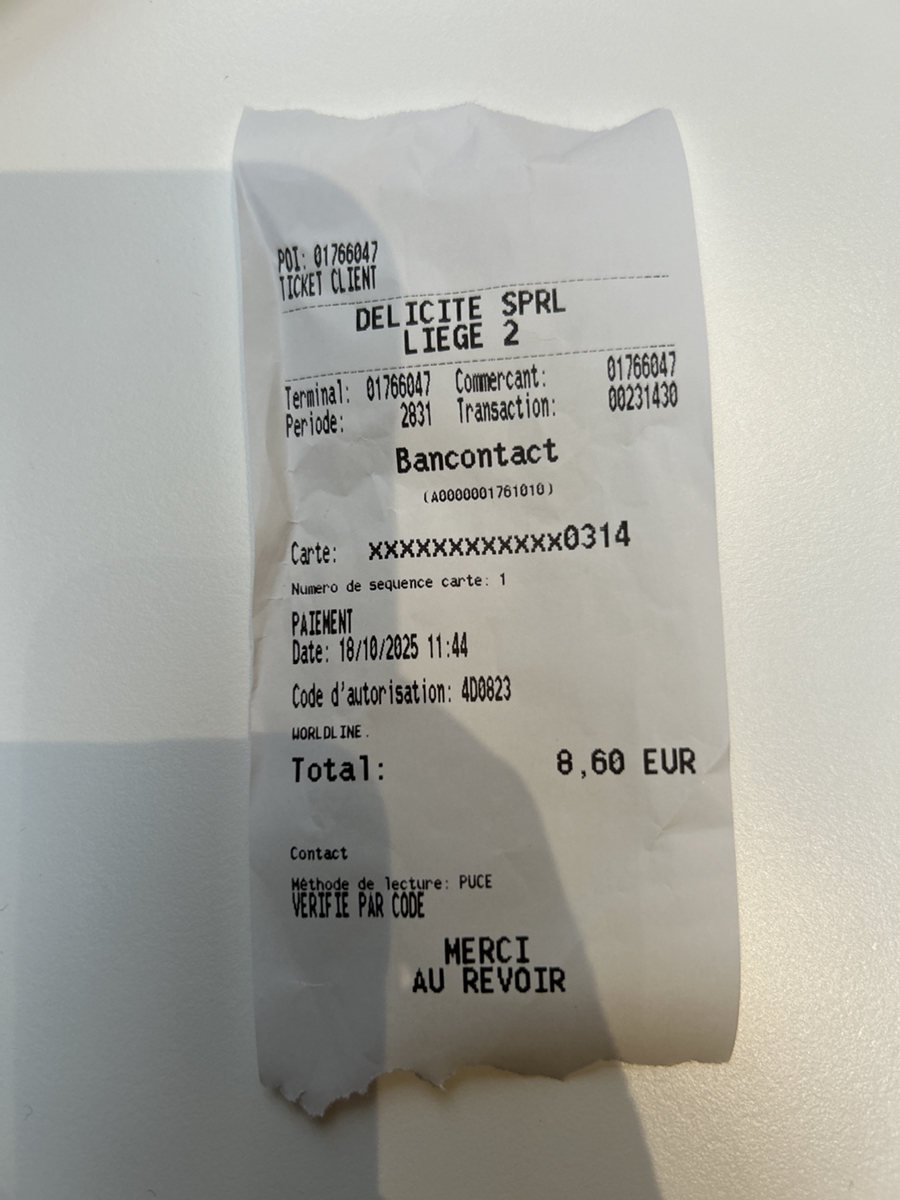 POI: 01766047
TICKET CLIENT
DELICITE SPRL
LIEGE 2
Terminal: 01766047 Commercant: 01766047
Periode: 2831 Transaction: 00231430
Bancontact
(A0000001761010)
Carte: xxxxxxxxxxxxx0314
Numero de sequence carte: 1
PAIEMENT
Date: 18/10/2025 11:44
Code d'autorisation: 4D0823
WORLDLINE.
Total: 8,60 EUR
Contact
Méthode de lecture: PUCE
VERIFIE PAR CODE
MERCI
AU REVOIR